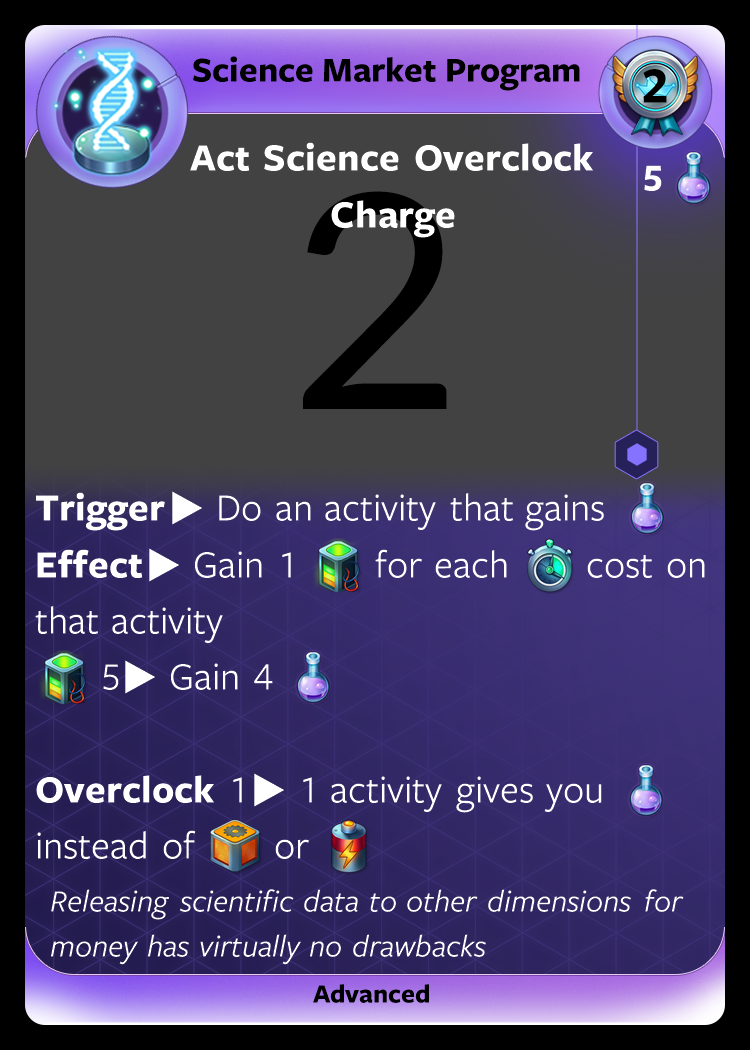 Science Market Program
2
Act Science Overclock
Charge
5
2
Trigger▶ Do an activity that gains
Effect▶ Gain 1 for each cost on
that activity
5▶ Gain 4
Overclock 1▶ 1 activity gives you
instead of or
Releasing scientific data to other dimensions for
money has virtually no drawbacks
Advanced